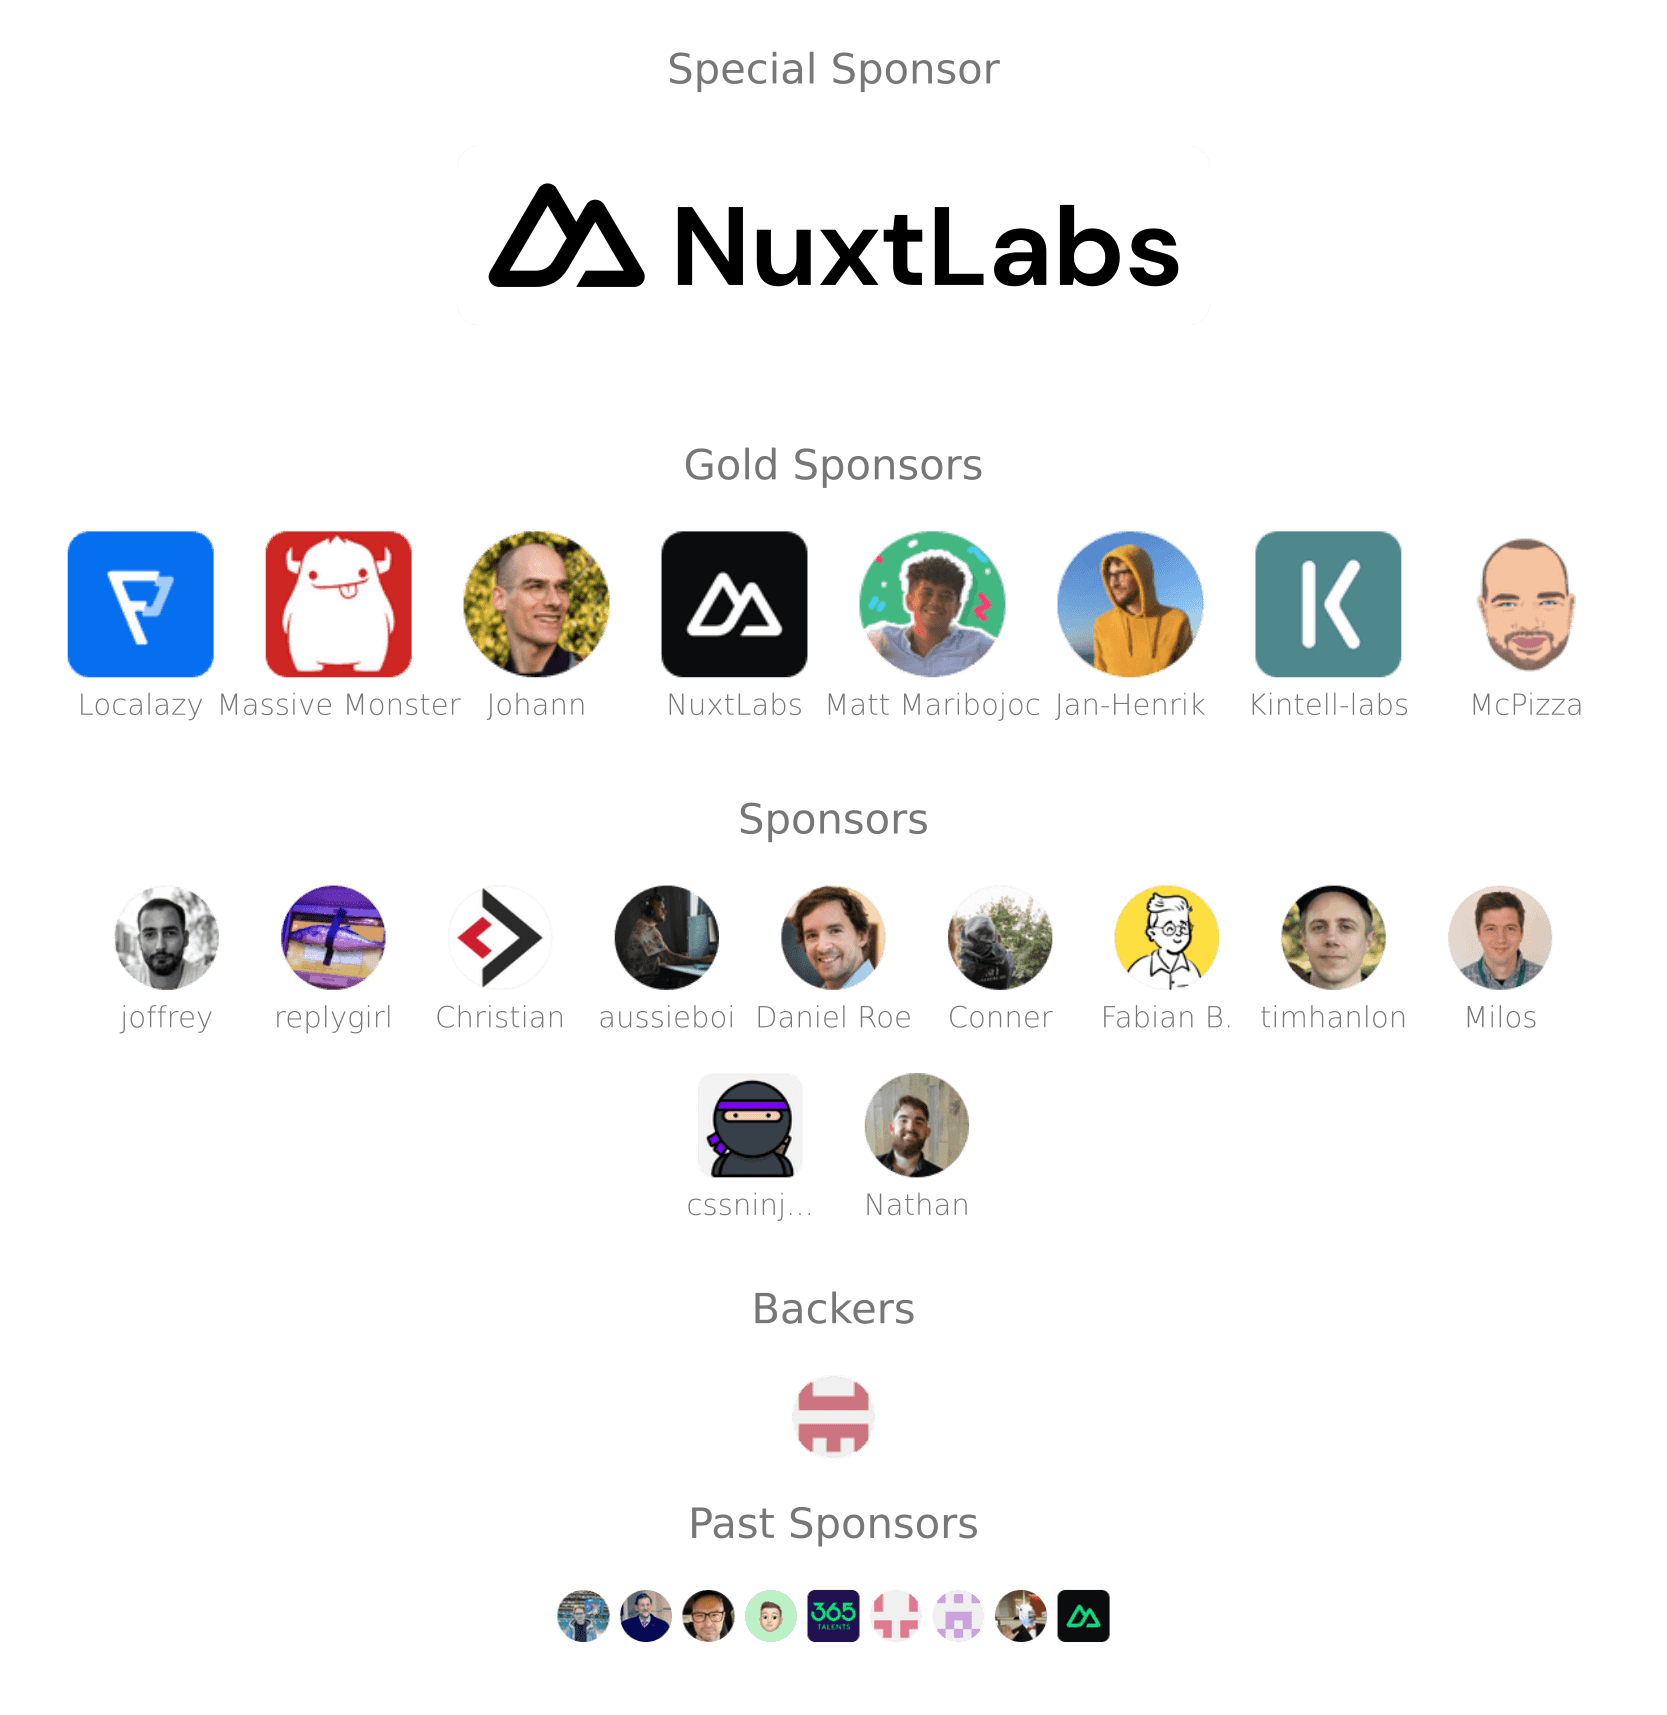 Special Sponsor
NuxtLabs
Gold Sponsors
Localazy Massive Monster Johann NuxtLabs Matt Maribojoc Jan-Henrik Kintell-labs McPizza
Sponsors
joffrey replygirl Christian aussieboi Daniel Roe Conner Fabian B. timhanlon Milos
cssninj... Nathan
Backers
Past Sponsors
365
TALENTS